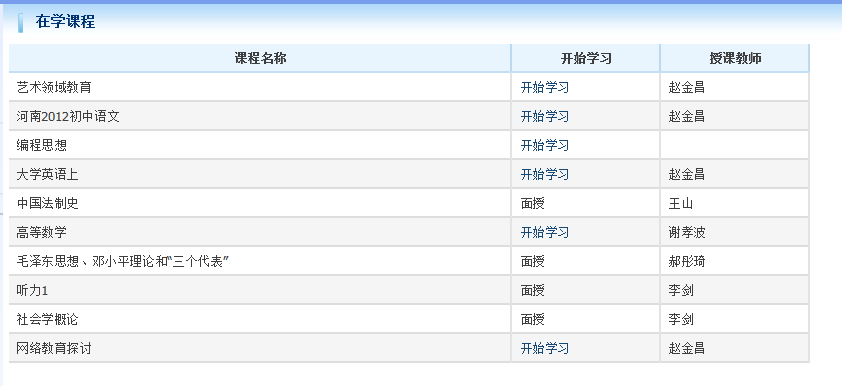 在学课程
课程名称 开始学习 授课教师
艺术领域教育 开始学习 赵金昌
河南2012初中语文 开始学习 赵金昌
编程思想 开始学习
大学英语上 开始学习 赵金昌
中国法制史 面授 王山
高等数学 开始学习 谢孝波
毛泽东思想、邓小平理论和“三个代表” 面授 郝彤琦
听力1 面授 李剑
社会学概论 面授 李剑
网络教育探讨 开始学习 赵金昌